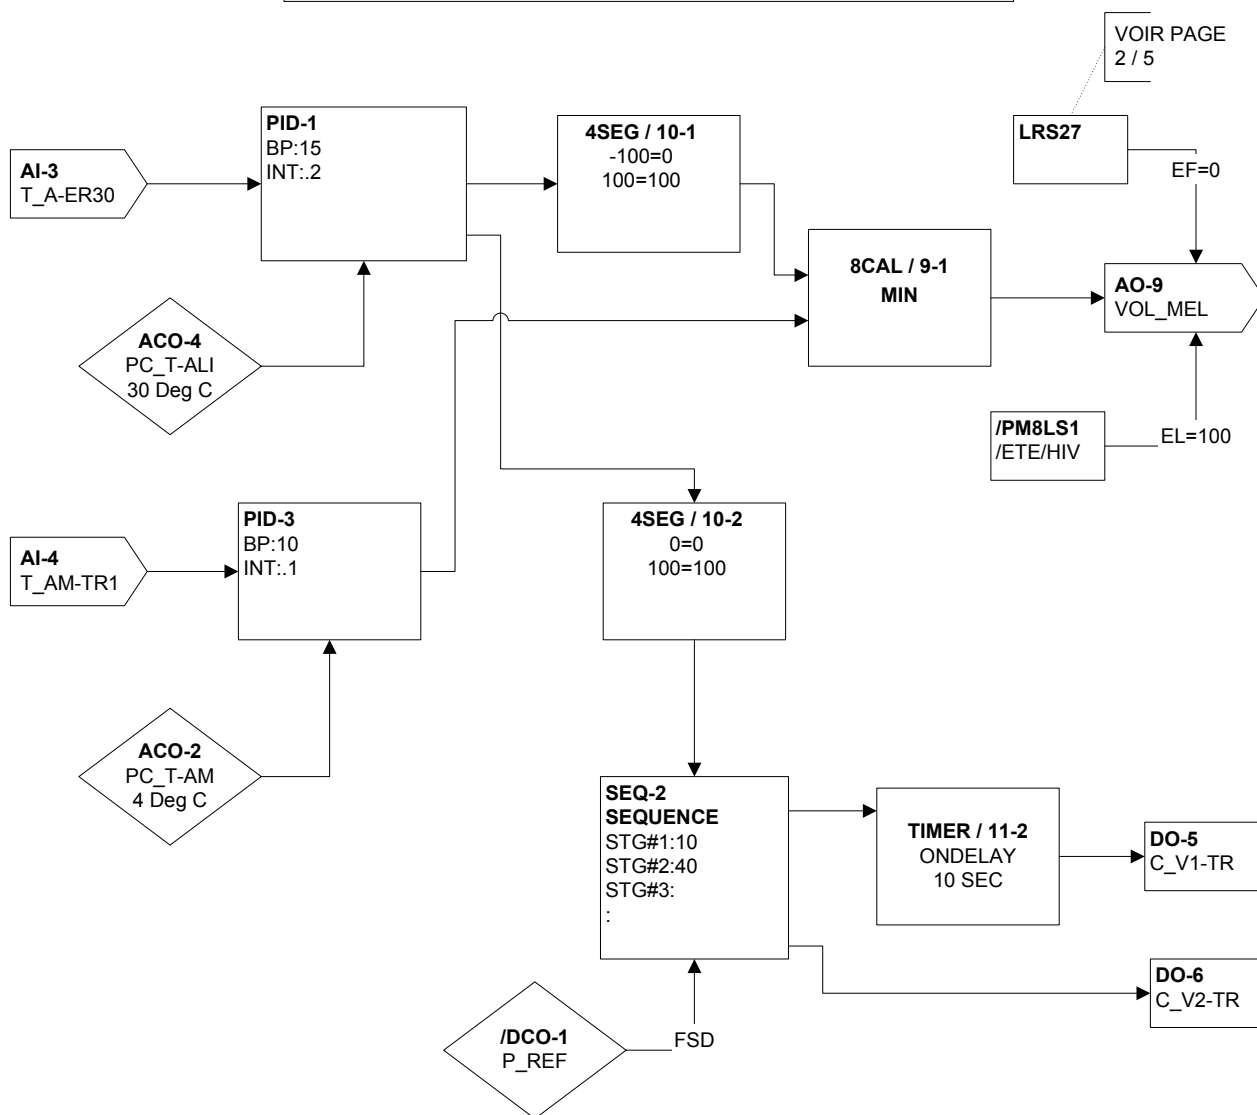 VOIR PAGE
2 / 5
PID-1
BP:15
INT:.2
4SEG / 10-1
-100=0
100=100
LRS27
EF=0
AI-3
T_A-ER30
8CAL / 9-1
MIN
AO-9
VOL_MEL
ACO-4
PC_T-ALI
30 Deg C
/PM8LS1
/ETE/HIV
EL=100
PID-3
BP:10
INT:.1
4SEG / 10-2
0=0
100=100
AI-4
T_AM-TR1
ACO-2
PC_T-AM
4 Deg C
SEQ-2
SEQUENCE
STG#1:10
STG#2:40
STG#3:
:
TIMER / 11-2
ONDELAY
10 SEC
DO-5
C_V1-TR
DO-6
C_V2-TR
/DCO-1
P_REF
FSD